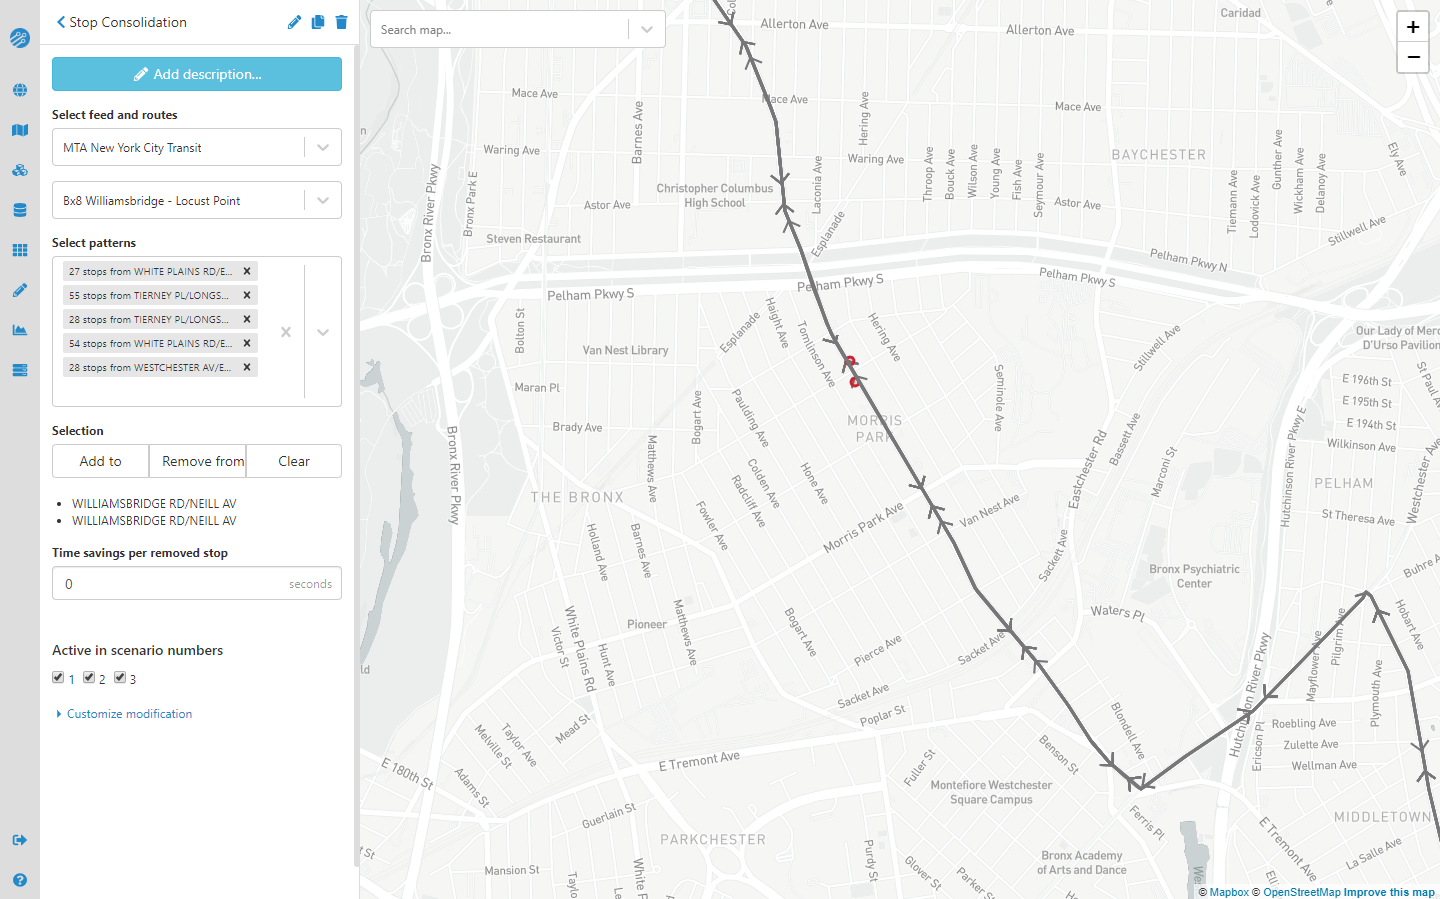 Stop Consolidation
Add description...
Select feed and routes
MTA New York City Transit
Bx8 Williamsbridge - Locust Point
Select patterns
27 stops from WHITE PLAINS RD/E...
55 stops from TIERNEY PL/LONGS...
28 stops from TIERNEY PL/LONGS...
54 stops from WHITE PLAINS RD/E...
28 stops from WESTCHESTER AV/E...
Selection
Add to
Remove from
Clear
WILLIAMSBRIDGE RD/NEILL AV
WILLIAMSBRIDGE RD/NEILL AV
Time savings per removed stop
0
seconds
Active in scenario numbers
1 2 3
Customize modification
Search map...
+
−
Allerton Ave
Allerton Ave
Caridad
Mace Ave
Mace Ave
Mace Ave
Barnes Ave
Hering Ave
Waring Ave
Waring Ave
BAYCHESTER
Gunther Ave
Ely Ave
Bronx River Pkwy
Bronx Park E
Christopher Columbus
High School
Laconia Ave
Throop Ave
Bouck Ave
Wilson Ave
Young Ave
Fish Ave
Seymour Ave
Tiemann Ave
Lodovick Ave
Wickham Ave
Delanoy Ave
Astor Ave
Astor Ave
Esplanade
Stillwell Ave
Steven Restaurant
Pelham Pkwy N
Pelham Pkwy S
Pelham Pkwy S
Pelham Pkwy S
Bolton St
Esplanade
Haight Ave
Tomlinson Ave
Hering Ave
Stillwell Ave
Our Lady of Merc
D'Urso Pavilion
Van Nest Library
Maran Pl
Seminole Ave
E 196th St
St Paul Av
E 195th St
E 194th St
Bogart Ave
Paulding Ave
MORRIS
PARK
Brady Ave
Bassett Ave
Wilkinson Ave
Hutchinson River Pkwy E
Bronx River Pkwy
Matthews Ave
Colden Ave
Radcliff Ave
Hone Ave
Eastchester Rd
Marconi St
PELHAM
Westchester Ave
THE BRONX
Fowler Ave
Morris Park Ave
Van Nest Ave
St Theresa Ave
Holland Ave
Barnes Ave
Sackett Ave
Bronx Psychiatric
Center
Buhre Av
White Plains Rd
Victor St
Hunt Ave
Pioneer
Matthews Ave
Bogart Ave
Pierce Ave
Sacket Ave
Waters Pl
Hobart Ave
Pilgrim Ave
Mayflower Ave
Plymouth Ave
Hutchinson River Pkwy
ld
Sacket Ave
Poplar St
Blondell Ave
Ericson Pl
Roebling Ave
Zulette Ave
Wellman Ave
Mead St
Taylor Ave
Melville St
Adams St
E 180th St
E Tremont Ave
Benson St
Fuller St
Montefiore Westchester
Square Campus
Guerlain St
Ferris Pl
E Tremont Ave
MIDDLETOWN
PARKCHESTER
Purdy St
La Salle Ave
Bronx Academy
of Arts and Dance
Mansion St
Glover St
Parker St
© Mapbox © OpenStreetMap Improve this map